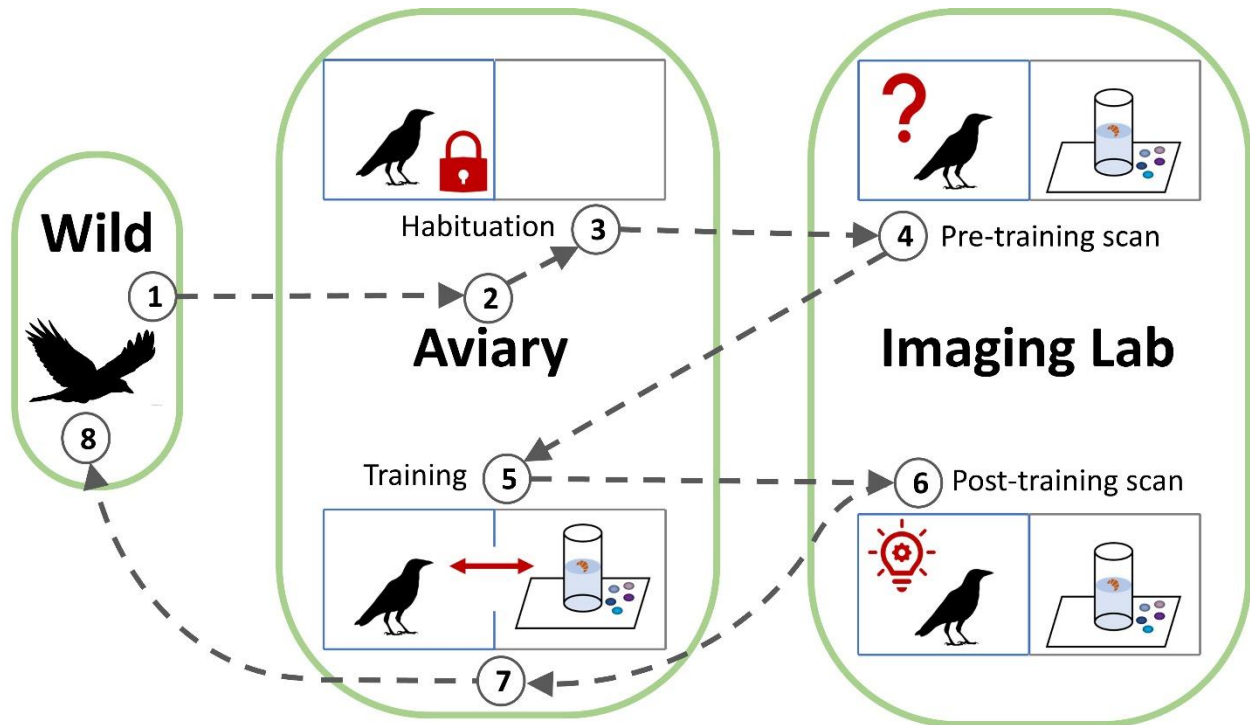 Wild
1
8
Habituation
3
2
Aviary
Training
5
7
?
4
Pre-training scan
Imaging Lab
6
Post-training scan